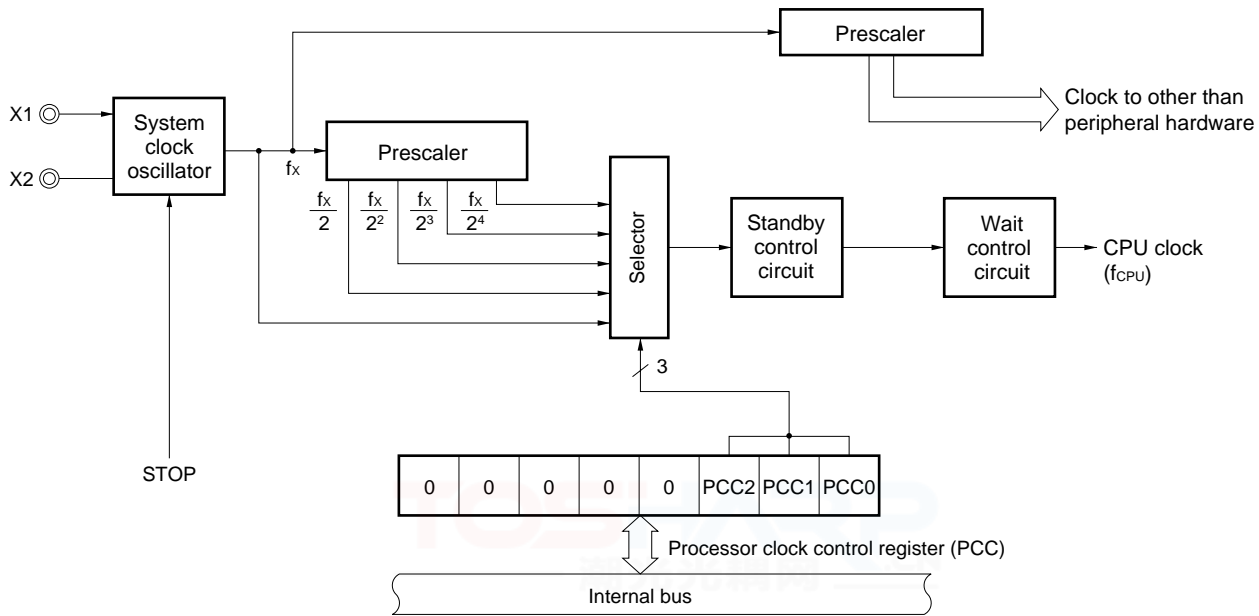 Prescaler
Clock to other than
peripheral hardware
X1
X2
System
clock
oscillator
fX
Prescaler
fX/2
fX/2²
fX/2³
fX/2⁴
Selector
Standby
control
circuit
Wait
control
circuit
CPU clock
(fCPU)
3
STOP
0 0 0 0 0 PCC2 PCC1 PCC0
TOSHARP
Processor clock control register (PCC)
Internal bus